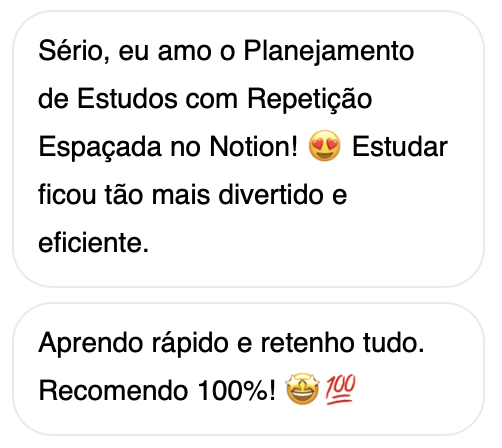 Sério, eu amo o Planejamento
de Estudos com Repetição
Espaçada no Notion! 😍 Estudar
ficou tão mais divertido e
eficiente.
Aprendo rápido e retenho tudo.
Recomendo 100%! 🤩💯